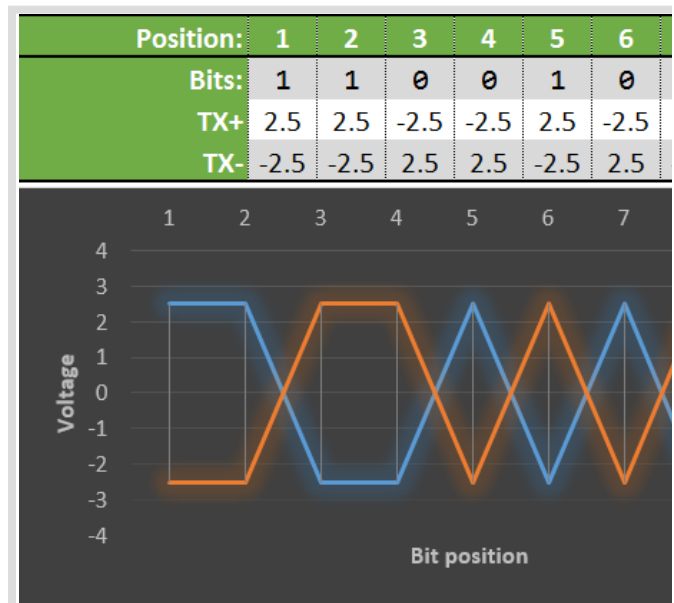 Position: 1 2 3 4 5 6
Bits: 1 1 0 0 1 0
TX+ 2.5 2.5 -2.5 -2.5 2.5 -2.5
TX- -2.5 -2.5 2.5 2.5 -2.5 2.5
1 2 3 4 5 6 7
4
3
2
1
0
-1
-2
-3
-4
Voltage
Bit position